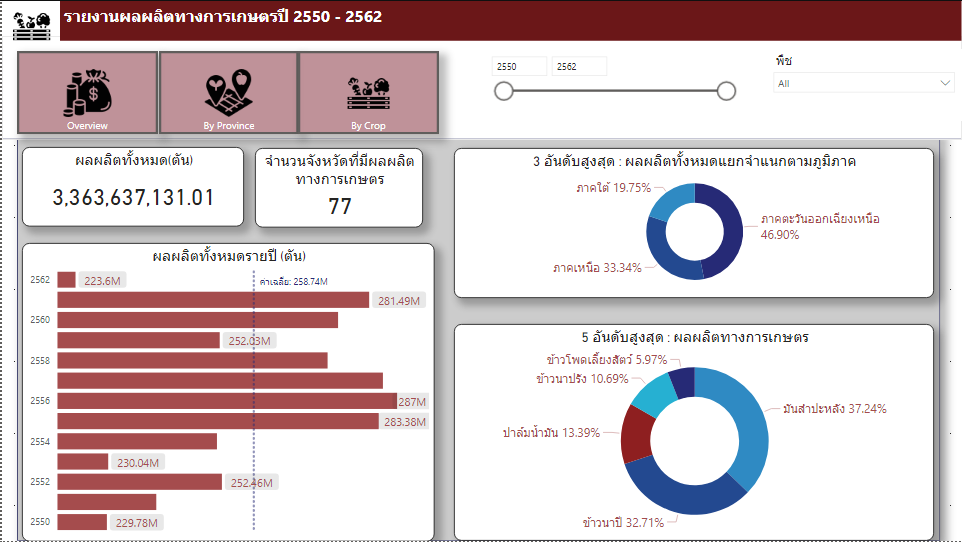 รายงานผลผลิตทางการเกษตรปี 2550 - 2562
Overview
By Province
By Crop
2550
2562
พืช
All
ผลผลิตทั้งหมด(ตัน)
3,363,637,131.01
จำนวนจังหวัดที่มีผลผลิต
ทางการเกษตร
77
ผลผลิตทั้งหมดรายปี (ตัน)
ค่าเฉลี่ย: 258.74M
2562
223.6M
281.49M
2560
252.03M
2558
2556
287M
283.38M
2554
230.04M
2552
252.46M
2550
229.78M
3 อันดับสูงสุด : ผลผลิตทั้งหมดแยกจำแนกตามภูมิภาค
ภาคใต้ 19.75%
ภาคตะวันออกเฉียงเหนือ
46.90%
ภาคเหนือ 33.34%
5 อันดับสูงสุด : ผลผลิตทางการเกษตร
ข้าวโพดเลี้ยงสัตว์ 5.97%
ข้าวนาปรัง 10.69%
มันสำปะหลัง 37.24%
ปาล์มน้ำมัน 13.39%
ข้าวนาปี 32.71%